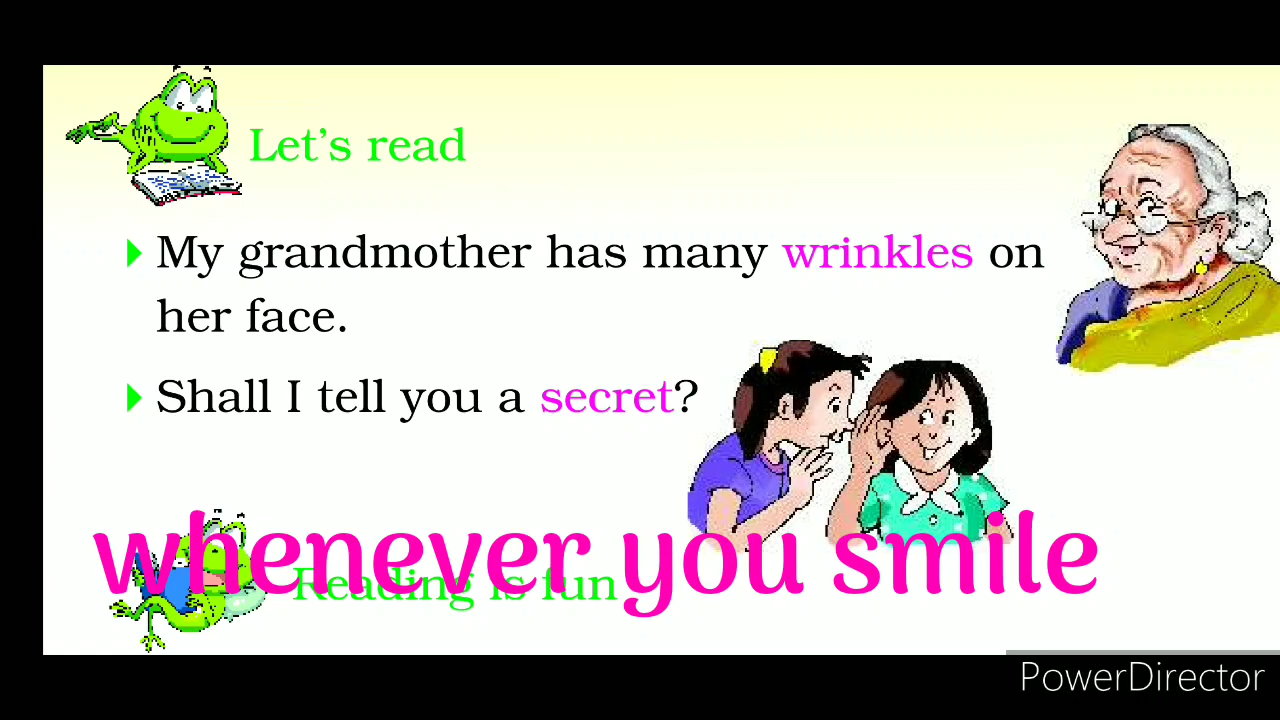 Let's read
My grandmother has many wrinkles on
her face.
Shall I tell you a secret?
whenever you smile
Reading is fun
PowerDirector